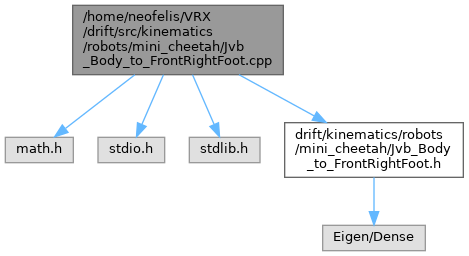 /home/neofelis/VRX
/drift/src/kinematics
/robots/mini_cheetah/Jvb
_Body_to_FrontRightFoot.cpp
math.h
stdio.h
stdlib.h
drift/kinematics/robots
/mini_cheetah/Jvb_Body
_to_FrontRightFoot.h
Eigen/Dense